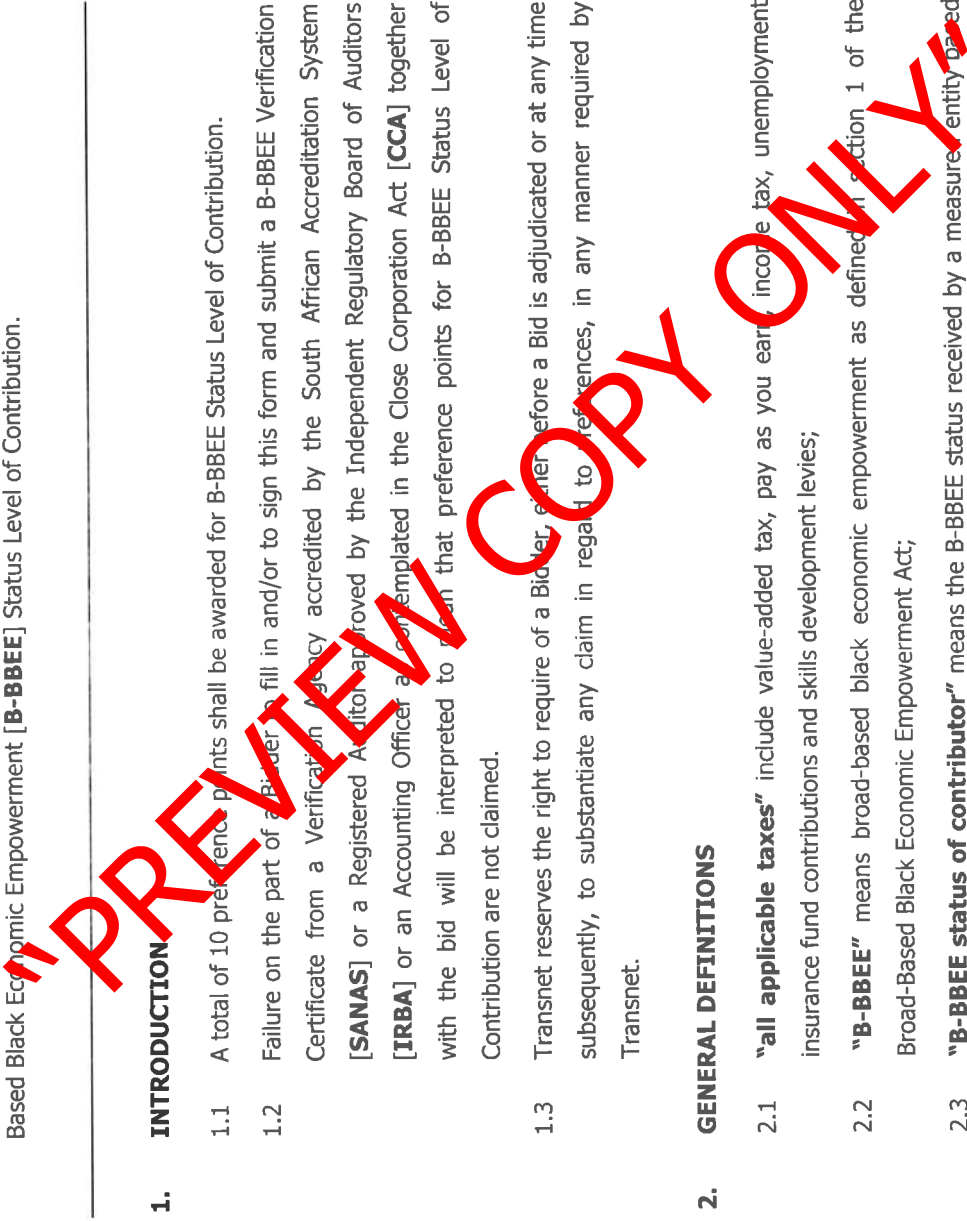 Based Black Economic Empowerment [B-BBEE] Status Level of Contribution.
1. INTRODUCTION
1.1 A total of 10 preference points shall be awarded for B-BBEE Status Level of Contribution.
1.2 Failure on the part of a Bidder to fill in and/or to sign this form and submit a B-BBEE Verification
Certificate from a Verification Agency accredited by the South African Accreditation System
[SANAS] or a Registered Auditor approved by the Independent Regulatory Board of Auditors
[IRBA] or an Accounting Officer as contemplated in the Close Corporation Act [CCA] together
with the bid will be interpreted to mean that preference points for B-BBEE Status Level of
Contribution are not claimed.
1.3 Transnet reserves the right to require of a Bidder, either before a Bid is adjudicated or at any time
subsequently, to substantiate any claim in regard to preferences, in any manner required by
Transnet.
2. GENERAL DEFINITIONS
2.1 "all applicable taxes" include value-added tax, pay as you earn, income tax, unemployment
insurance fund contributions and skills development levies;
2.2 "B-BBEE" means broad-based black economic empowerment as defined in section 1 of the
Broad-Based Black Economic Empowerment Act;
2.3 "B-BBEE status of contributor" means the B-BBEE status received by a measured entity based
"PREVIEW COPY ONLY"